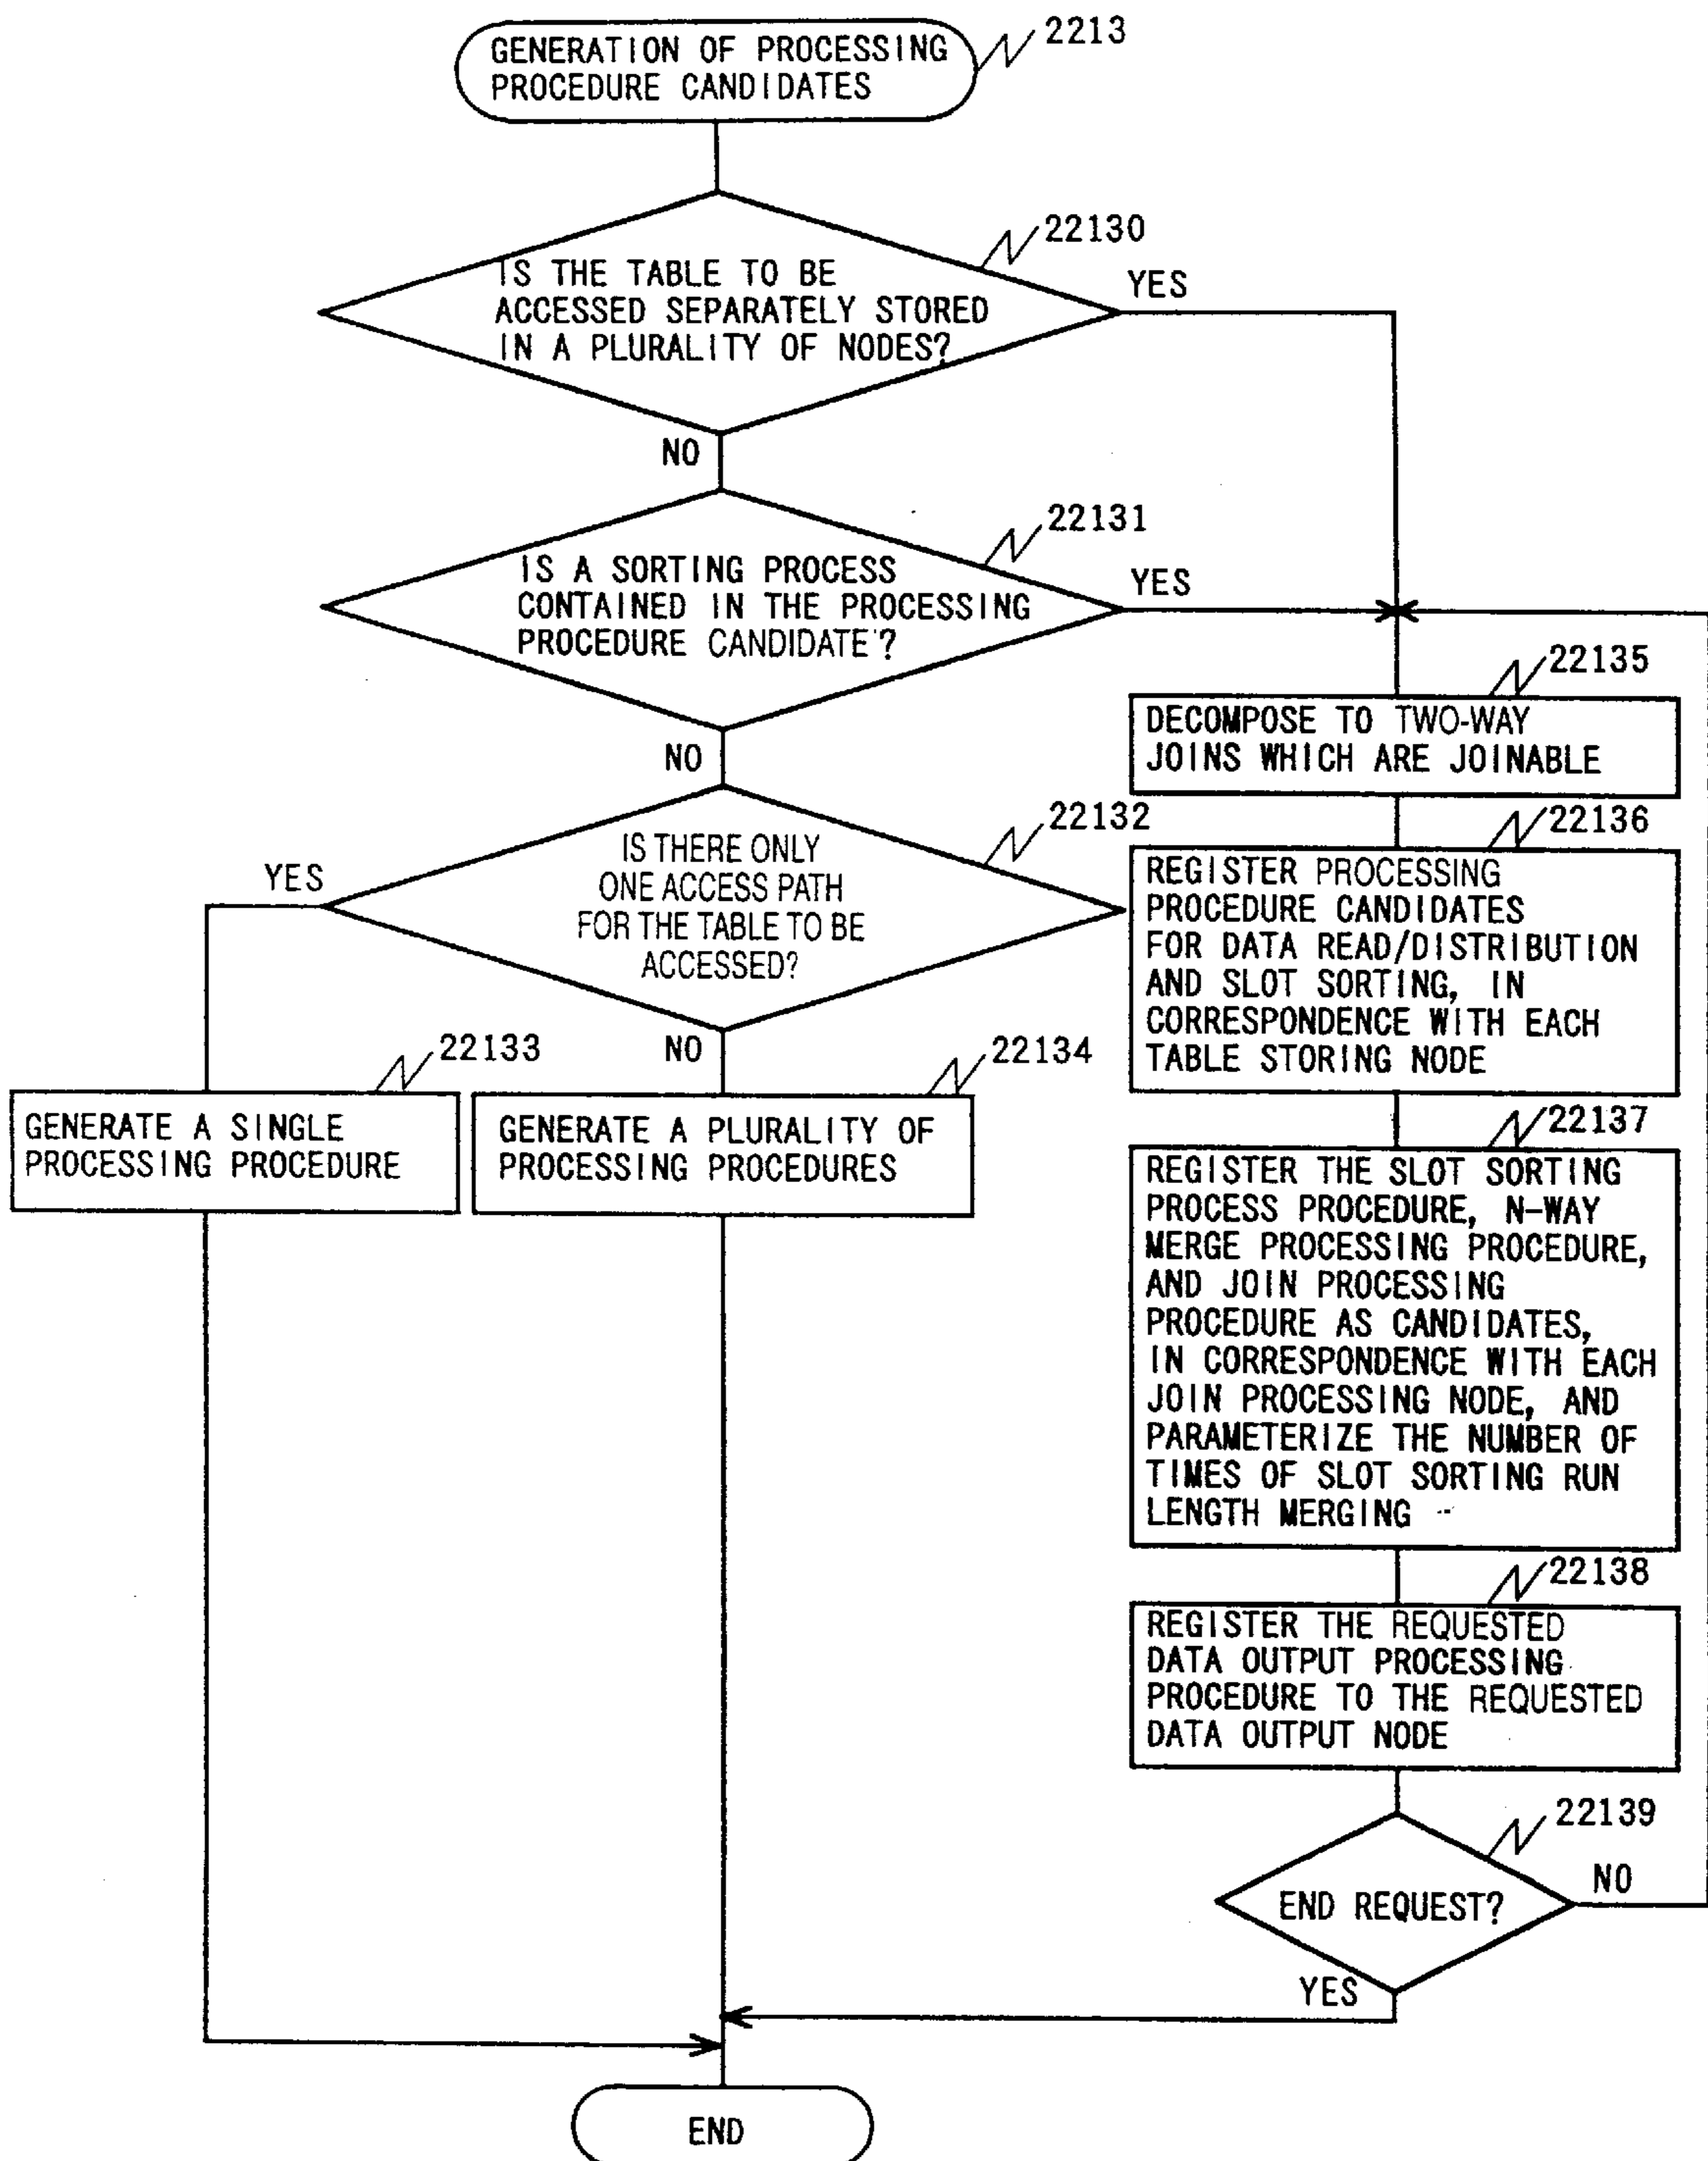 GENERATION OF PROCESSING
PROCEDURE CANDIDATES
2213
22130
IS THE TABLE TO BE
ACCESSED SEPARATELY STORED
IN A PLURALITY OF NODES?
YES
NO
22131
IS A SORTING PROCESS
CONTAINED IN THE PROCESSING
PROCEDURE CANDIDATE?
YES
NO
22132
IS THERE ONLY
ONE ACCESS PATH
FOR THE TABLE TO BE
ACCESSED?
YES
NO
22133
GENERATE A SINGLE
PROCESSING PROCEDURE
22134
GENERATE A PLURALITY OF
PROCESSING PROCEDURES
22135
DECOMPOSE TO TWO-WAY
JOINS WHICH ARE JOINABLE
22136
REGISTER PROCESSING
PROCEDURE CANDIDATES
FOR DATA READ/DISTRIBUTION
AND SLOT SORTING, IN
CORRESPONDENCE WITH EACH
TABLE STORING NODE
22137
REGISTER THE SLOT SORTING
PROCESS PROCEDURE, N-WAY
MERGE PROCESSING PROCEDURE,
AND JOIN PROCESSING
PROCEDURE AS CANDIDATES,
IN CORRESPONDENCE WITH EACH
JOIN PROCESSING NODE, AND
PARAMETERIZE THE NUMBER OF
TIMES OF SLOT SORTING RUN
LENGTH MERGING
22138
REGISTER THE REQUESTED
DATA OUTPUT PROCESSING
PROCEDURE TO THE REQUESTED
DATA OUTPUT NODE
22139
END REQUEST?
NO
YES
END